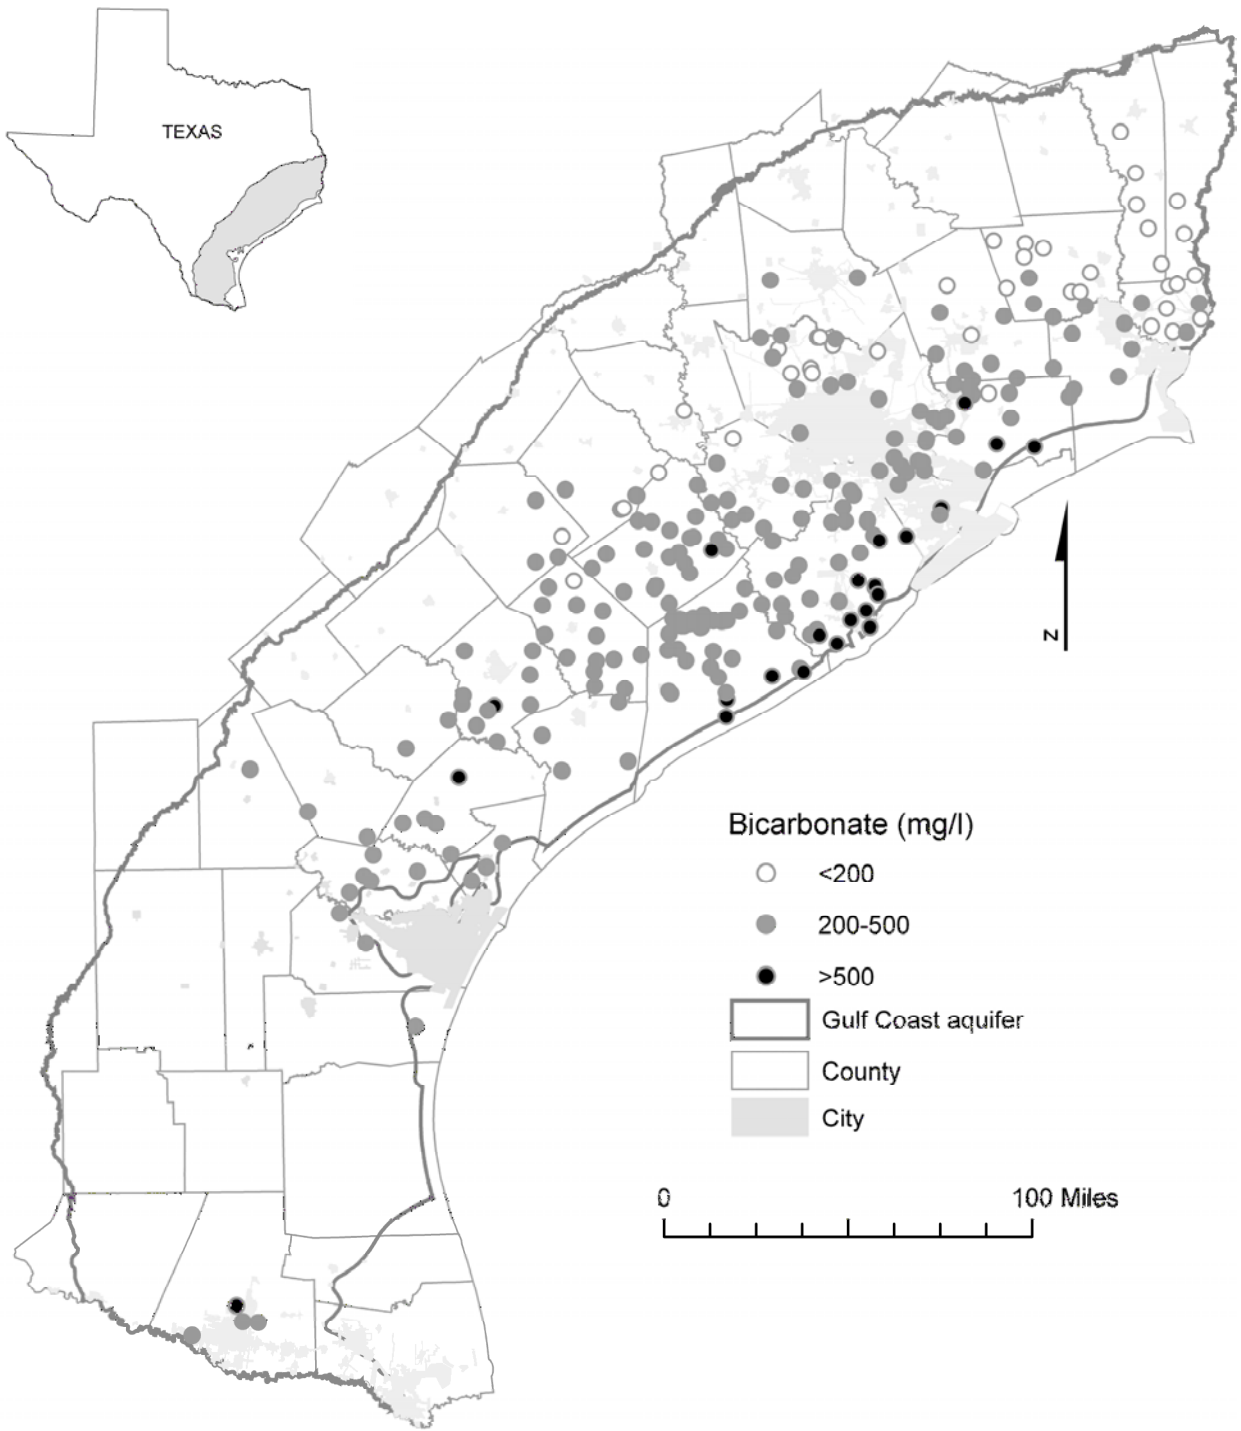 TEXAS
N
Bicarbonate (mg/l)
<200
200-500
>500
Gulf Coast aquifer
County
City
0 100 Miles